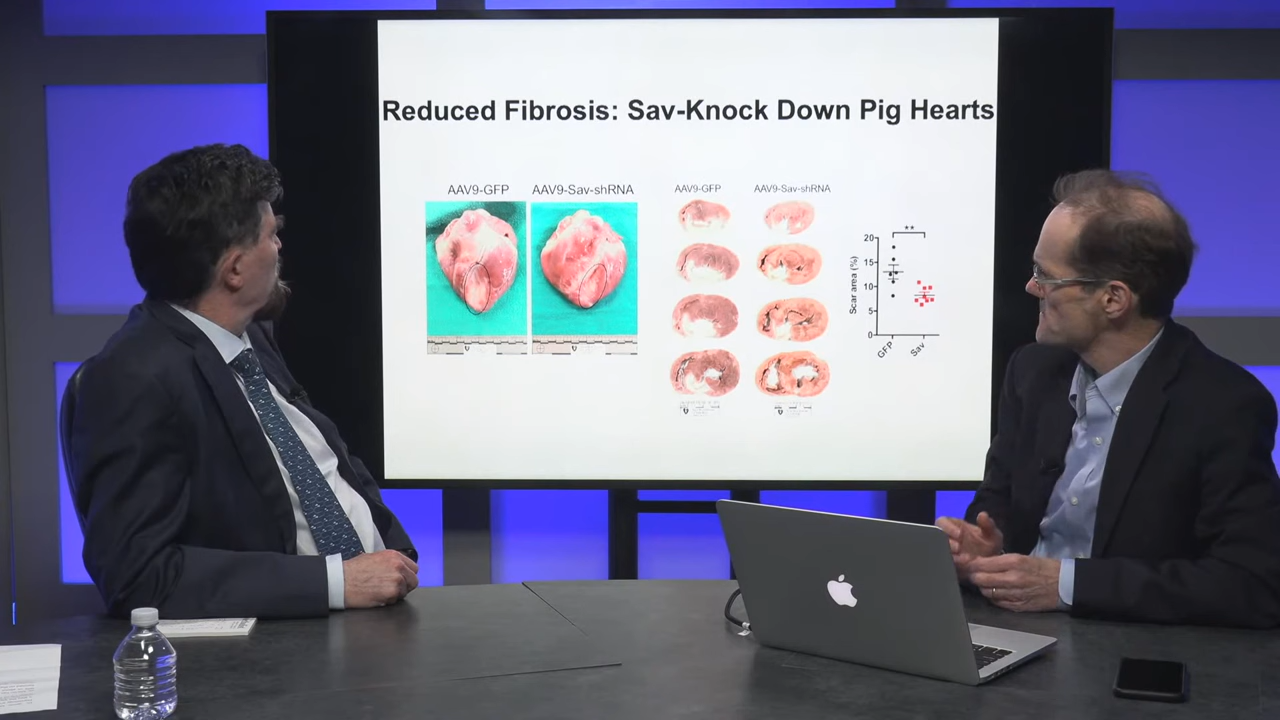 Reduced Fibrosis: Sav-Knock Down Pig Hearts
AAV9-GFP
AAV9-Sav-shRNA
AAV9-GFP
AAV9-Sav-shRNA
**
20
15
10
5
0
Scar area (%)
GFP
Sav